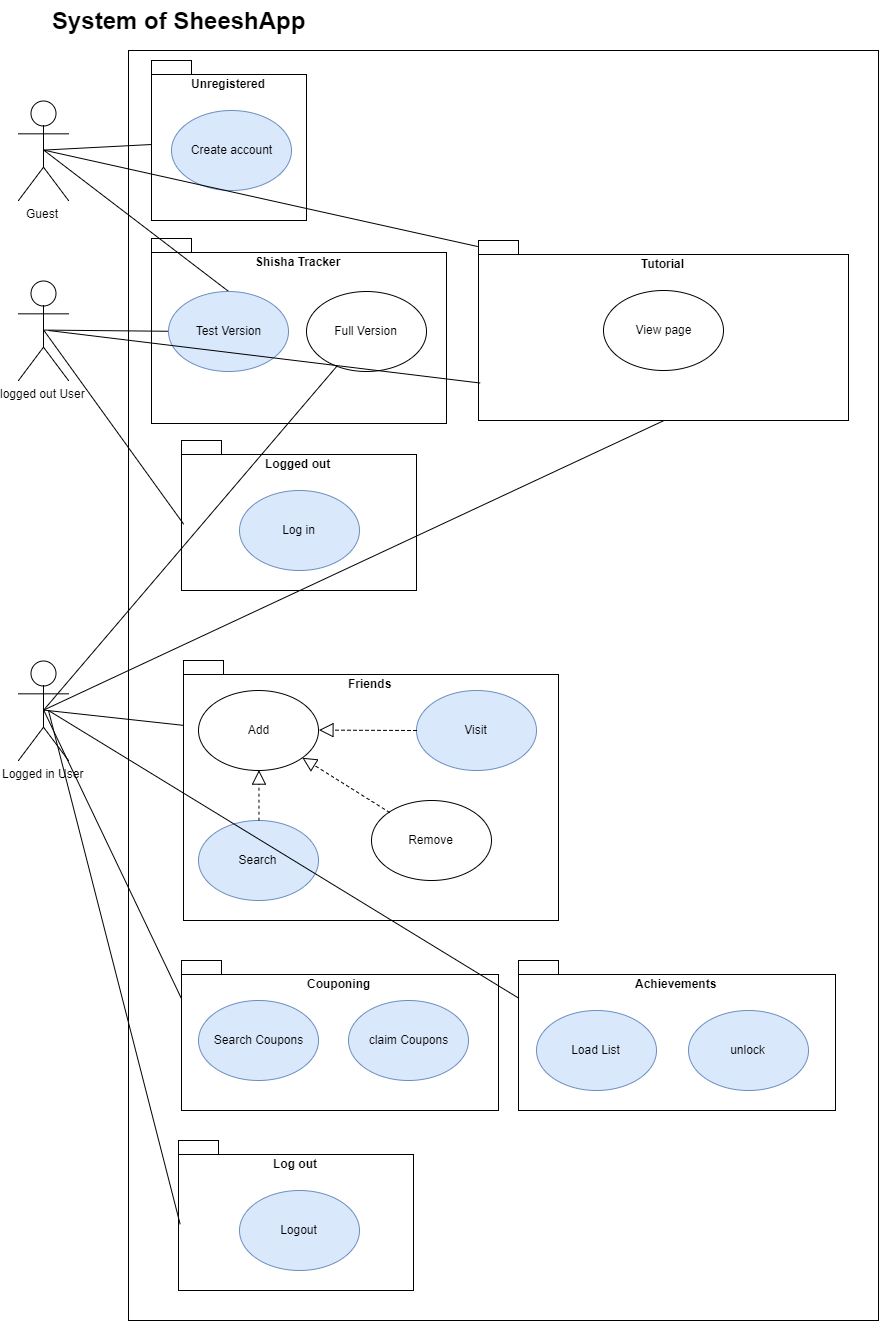 System of SheeshApp
Unregistered
Create account
Guest
Shisha Tracker
Test Version
Full Version
Tutorial
View page
logged out User
Logged out
Log in
Logged in User
Friends
Add
Visit
Remove
Search
Couponing
Search Coupons
claim Coupons
Achievements
Load List
unlock
Log out
Logout